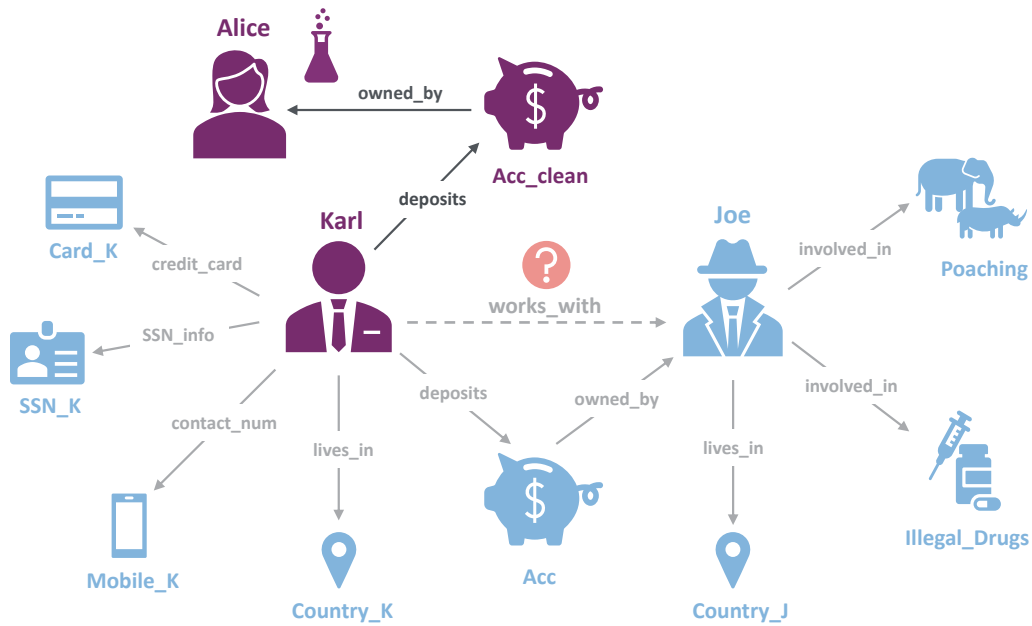 Alice
owned_by
$
Acc_clean
deposits
Karl
Joe
Card_K
credit_card
?
works_with
involved_in
Poaching
SSN_info
SSN_K
contact_num
deposits
owned_by
involved_in
lives_in
lives_in
$
Mobile_K
Country_K
Acc
Country_J
Illegal_Drugs